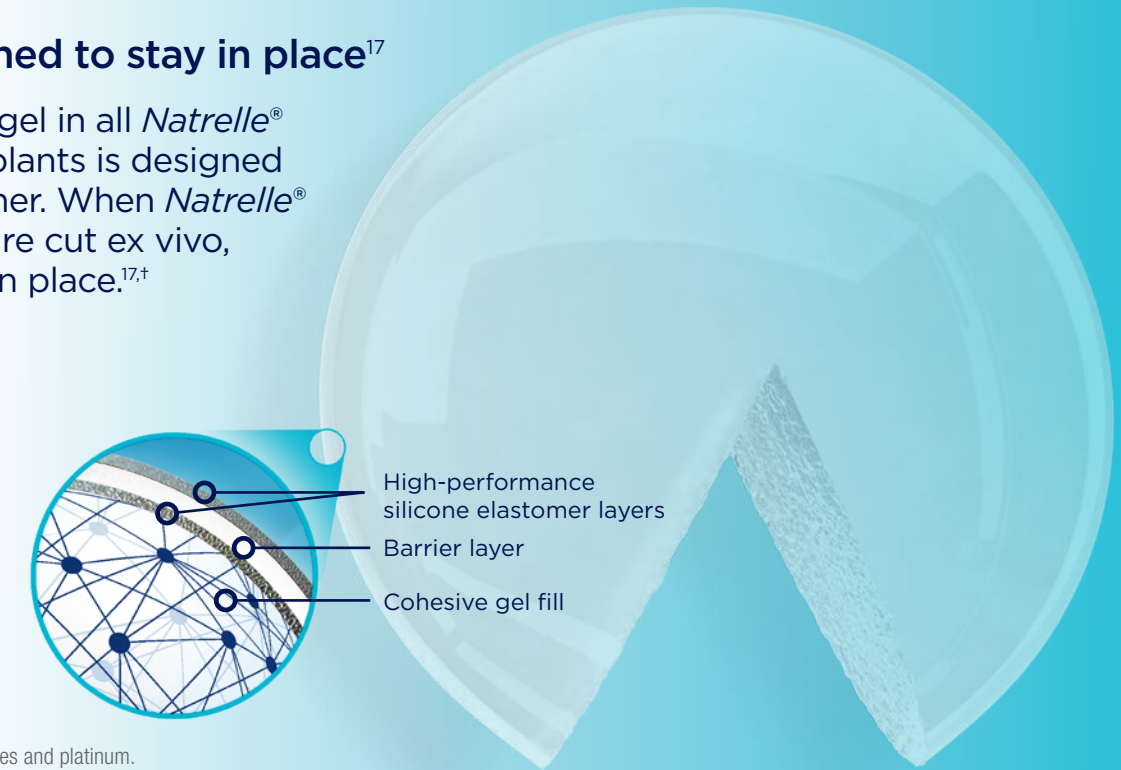 ned to stay in place17
gel in all Natrelle®
plants is designed
her. When Natrelle®
re cut ex vivo,
n place.17,†
High-performance
silicone elastomer layers
Barrier layer
Cohesive gel fill
es and platinum.